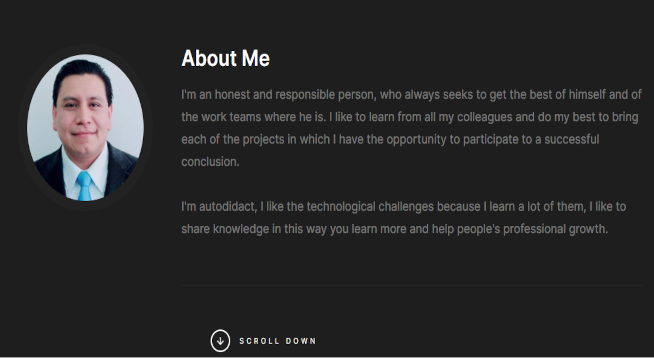 About Me
I'm an honest and responsible person, who always seeks to get the best of himself and of
the work teams where he is. I like to learn from all my colleagues and do my best to bring
each of the projects in which I have the opportunity to participate to a successful
conclusion.
I'm autodidact, I like the technological challenges because I learn a lot of them, I like to
share knowledge in this way you learn more and help people's professional growth.
SCROLL DOWN